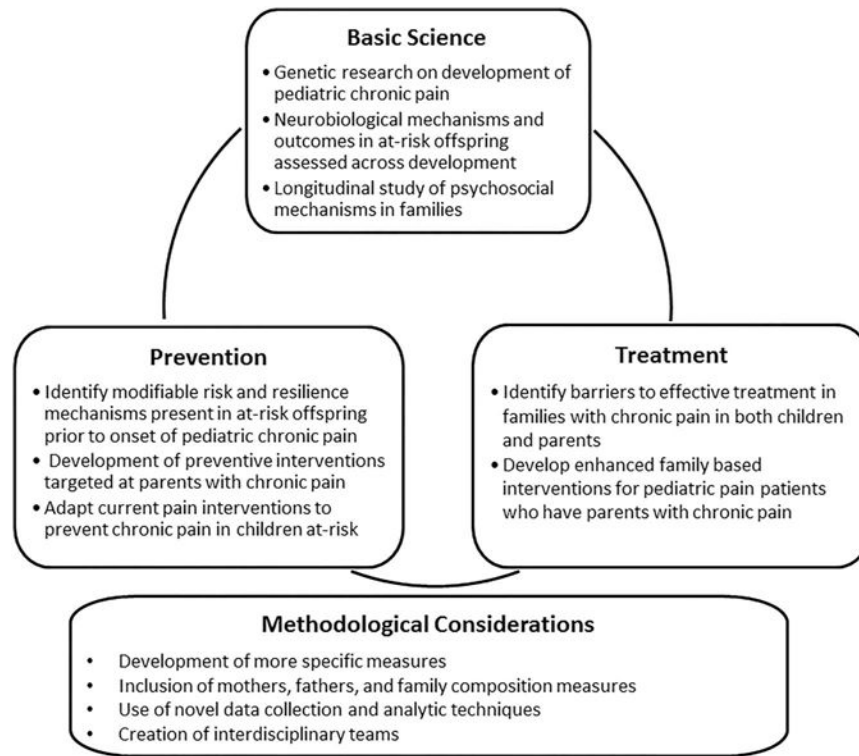 Basic Science
• Genetic research on development of
pediatric chronic pain
• Neurobiological mechanisms and
outcomes in at-risk offspring
assessed across development
• Longitudinal study of psychosocial
mechanisms in families
Prevention
• Identify modifiable risk and resilience
mechanisms present in at-risk offspring
prior to onset of pediatric chronic pain
• Development of preventive interventions
targeted at parents with chronic pain
• Adapt current pain interventions to
prevent chronic pain in children at-risk
Treatment
• Identify barriers to effective treatment in
families with chronic pain in both children
and parents
• Develop enhanced family based
interventions for pediatric pain patients
who have parents with chronic pain
Methodological Considerations
• Development of more specific measures
• Inclusion of mothers, fathers, and family composition measures
• Use of novel data collection and analytic techniques
• Creation of interdisciplinary teams